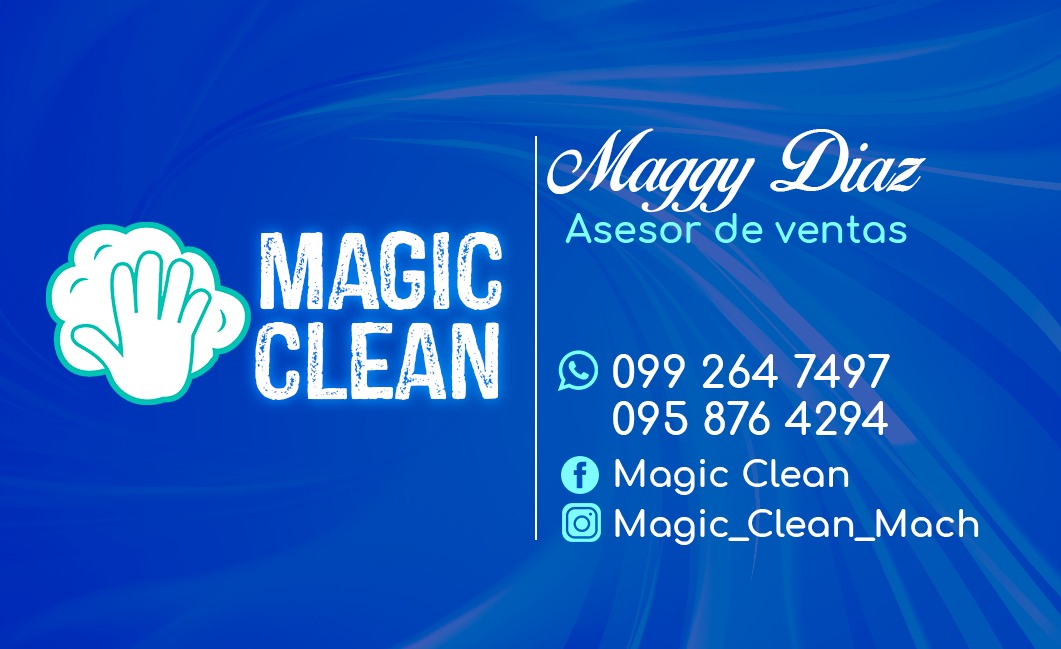 MAGIC
CLEAN
Maggy Diaz
Asesor de ventas
099 264 7497
095 876 4294
Magic Clean
Magic_Clean_Mach